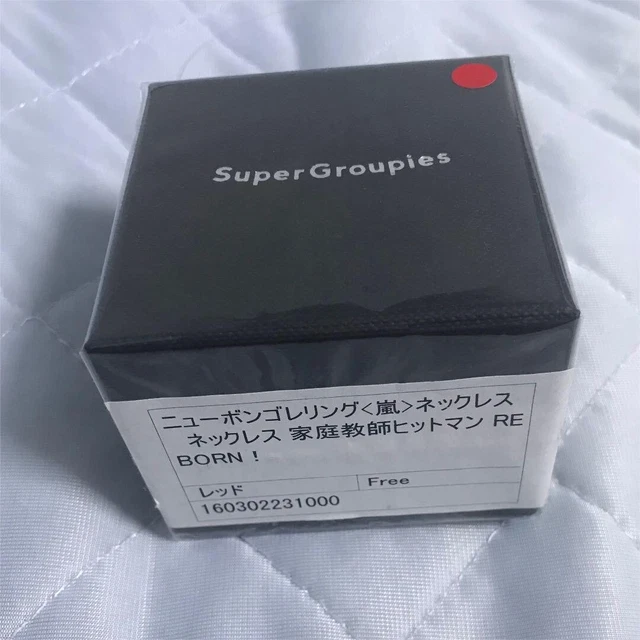 SuperGroupies
ニューボンゴレリング<嵐>ネックレス
ネックレス 家庭教師ヒットマン RE
BORN！
レッド Free
160302231000